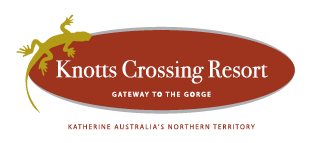 Knotts Crossing Resort
GATEWAY TO THE GORGE
KATHERINE AUSTRALIA'S NORTHERN TERRITORY